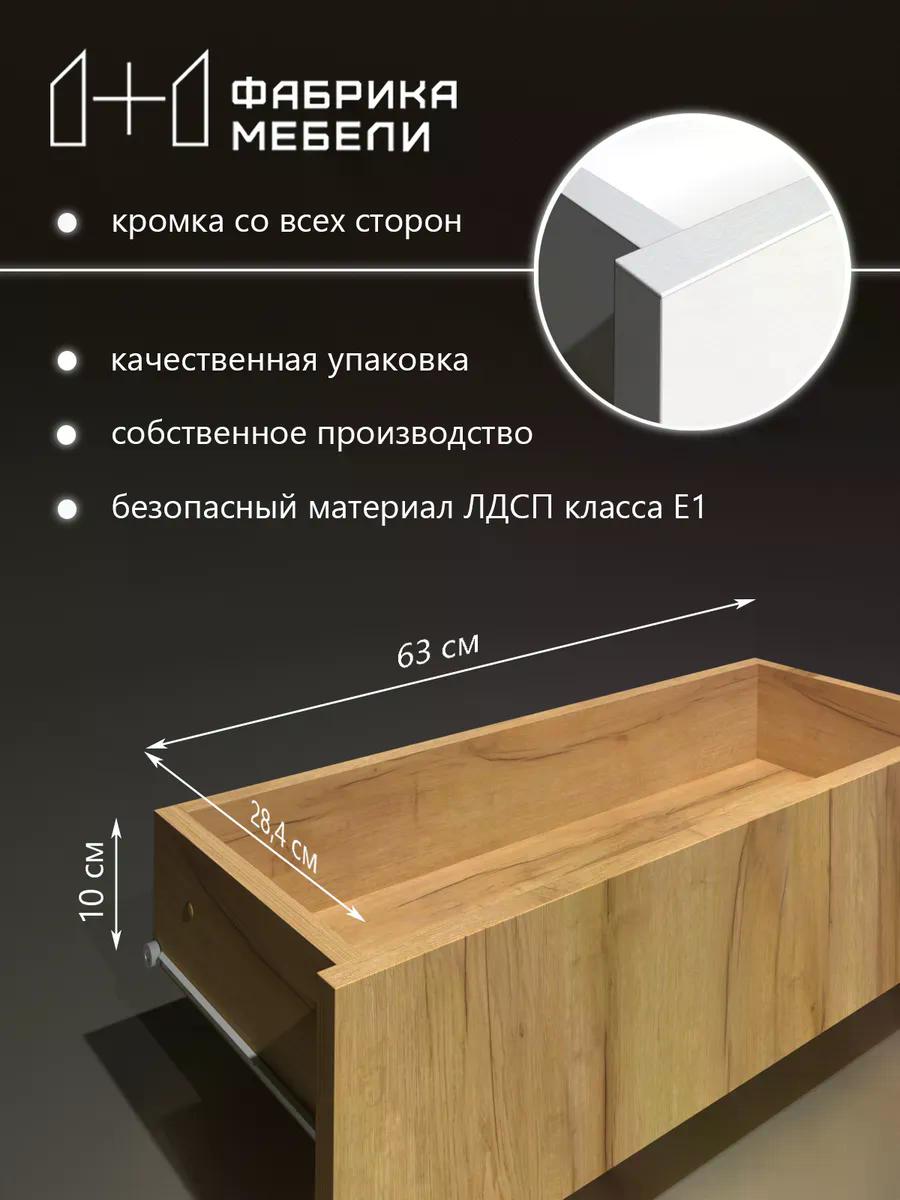 1+1 ФАБРИКА
МЕБЕЛИ
кромка со всех сторон
качественная упаковка
собственное производство
безопасный материал ЛДСП класса Е1
63 см
28,4 см
10 см